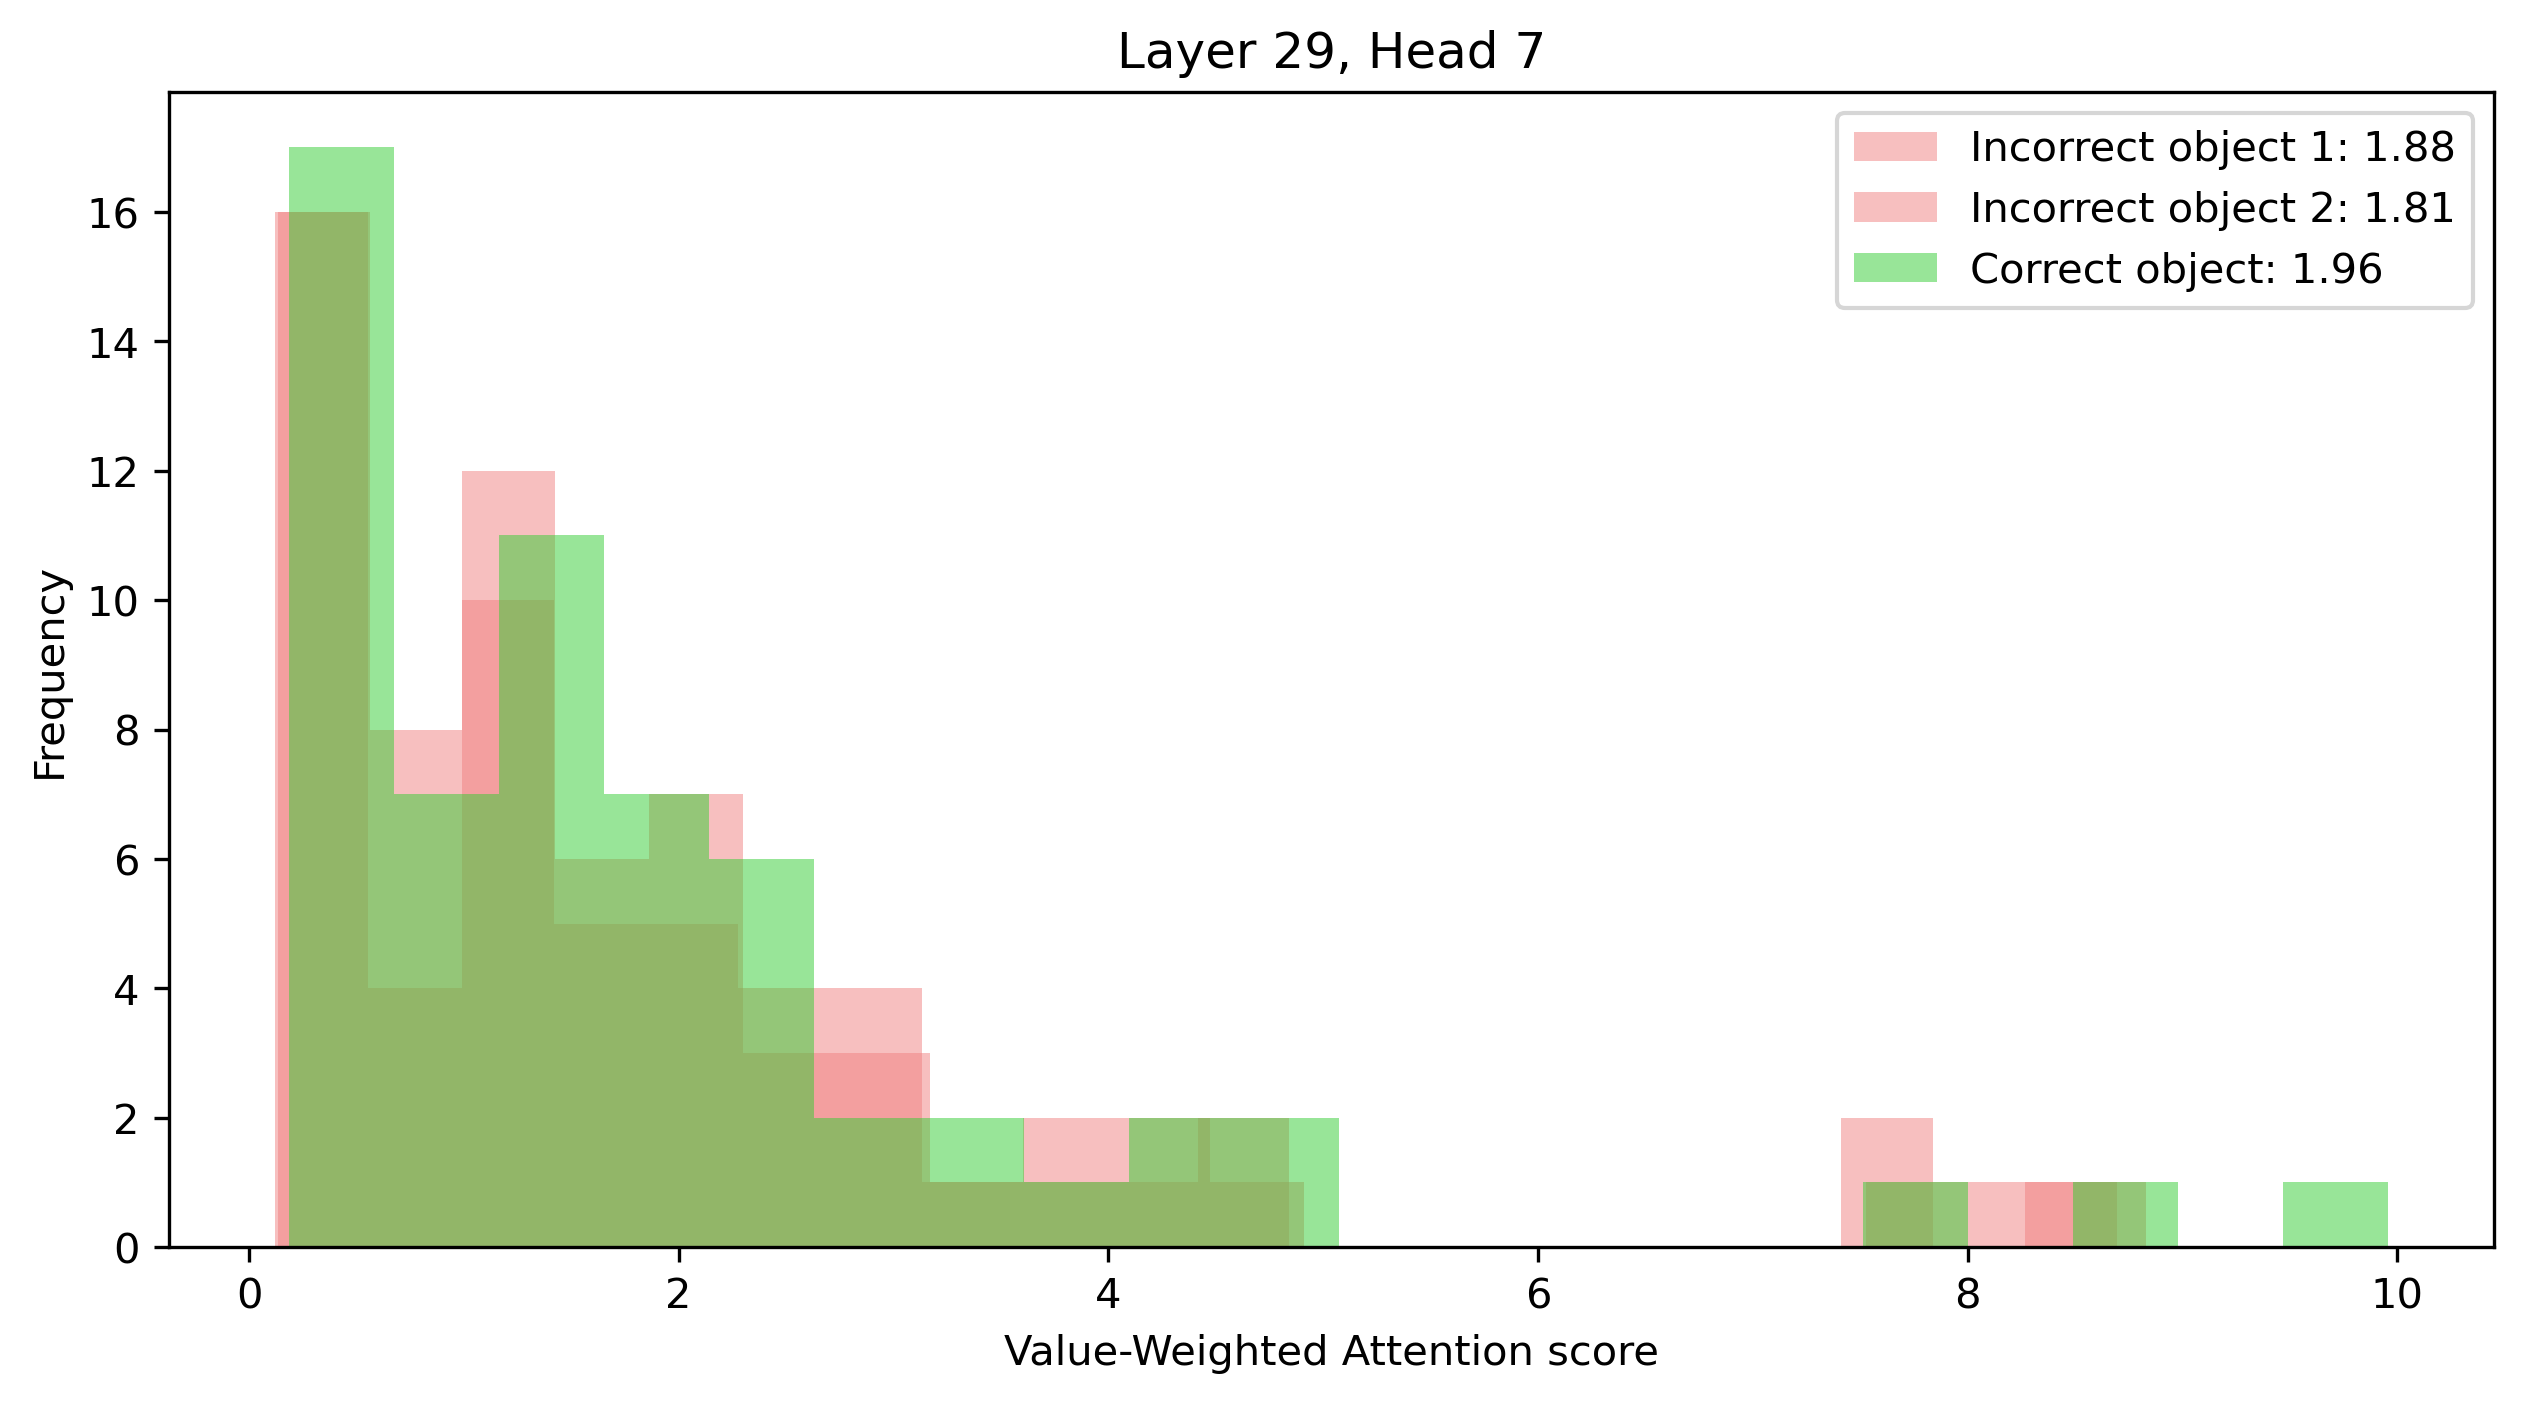 Layer 29, Head 7
Incorrect object 1: 1.88
Incorrect object 2: 1.81
Correct object: 1.96
Frequency
16
14
12
10
8
6
4
2
0
0 2 4 6 8 10
Value-Weighted Attention score